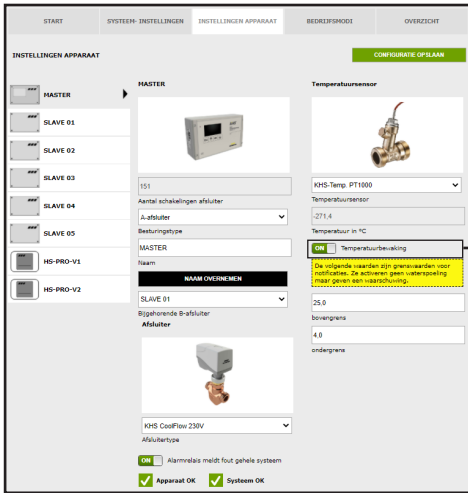 START
SYSTEEM- INSTELLINGEN
INSTELLINGEN APPARAAT
BEDRIJFSMODI
OVERZICHT
INSTELLINGEN APPARAAT
CONFIGURATIE OPSLAAN
MASTER
SLAVE 01
SLAVE 02
SLAVE 03
SLAVE 04
SLAVE 05
HS-PRO-V1
HS-PRO-V2
MASTER
151
Aantal schakelingen afsluiter
A-afsluiter
Besturingstype
MASTER
Naam
NAAM OVERNEMEN
SLAVE 01
Bijgehorende B-afsluiter
Afsluiter
KHS CoolFlow 230V
Afsluitertype
ON Alarmrelais meldt fout gehele systeem
Apparaat OK
Systeem OK
Temperatuursensor
KHS-Temp. PT1000
Temperatuursensor
-271,4
Temperatuur in °C
ON Temperatuurbewaking
De volgende waarden zijn grenswaarden voor
notificaties. Ze activeren geen waterspoeling
maar geven een waarschuwing.
25,0
bovengrens
4,0
ondergrens